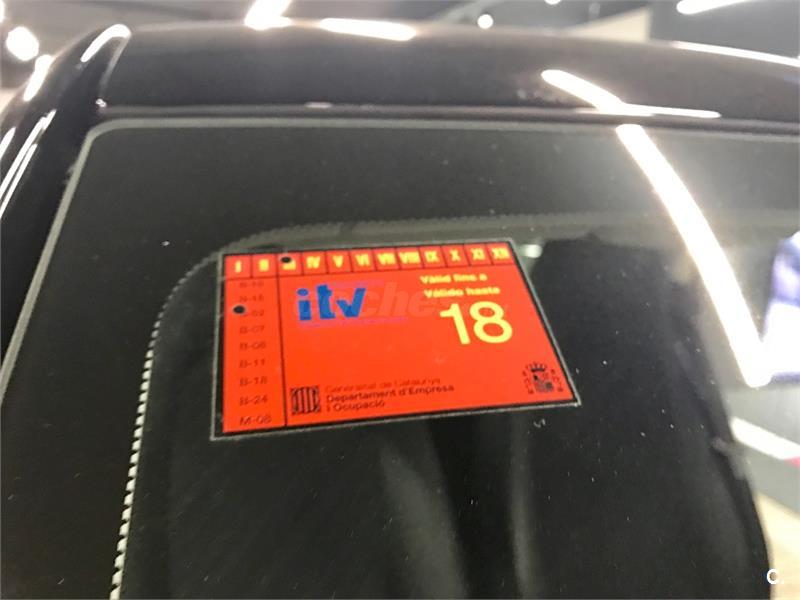 I II III IV V VI VII VIII IX X XI XII
B-10
B-15
B-02
B-07
B-08
B-11
B-18
B-24
M-08
itv
Vàlid fins a
Válido hasta
18
Generalitat de Catalunya
Departament d'Empresa
i Ocupació